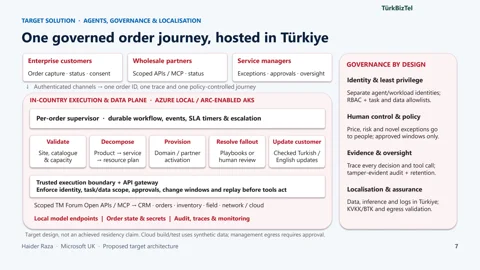 TürkBizTel
TARGET SOLUTION · AGENTS, GOVERNANCE & LOCALISATION
One governed order journey, hosted in Türkiye
Enterprise customers
Order capture · status · consent
Wholesale partners
Scoped APIs / MCP · status
Service managers
Exceptions · approvals · oversight
↓ Authenticated channels → one order ID, one trace and one policy-controlled journey
IN-COUNTRY EXECUTION & DATA PLANE · AZURE LOCAL / ARC-ENABLED AKS
Per-order supervisor · durable workflow, events, SLA timers & escalation
Validate
Site, catalogue
& capacity
Decompose
Product → service
→ resource plan
Provision
Domain / partner
activation
Resolve fallout
Playbooks or
human review
Update customer
Checked Turkish /
English updates
Trusted execution boundary + API gateway
Enforce identity, task/data scope, approvals, change windows and replay before tools act
Scoped TM Forum Open APIs / MCP → CRM · orders · inventory · field · network / cloud
Local model endpoints | Order state & secrets | Audit, traces & monitoring
GOVERNANCE BY DESIGN
Identity & least privilege
Separate agent/workload identities;
RBAC + task and data allowlists.
Human control & policy
Price, risk and novel exceptions go
to people; approved windows only.
Evidence & oversight
Trace every decision and tool call;
tamper-evident audit + retention.
Localisation & assurance
Data, inference and logs in Türkiye;
KVKK/BTK and egress validation.
Target design, not an achieved residency claim. Cloud build/test uses synthetic data; management egress requires approval.
Haider Raza · Microsoft UK · Proposed target architecture
7